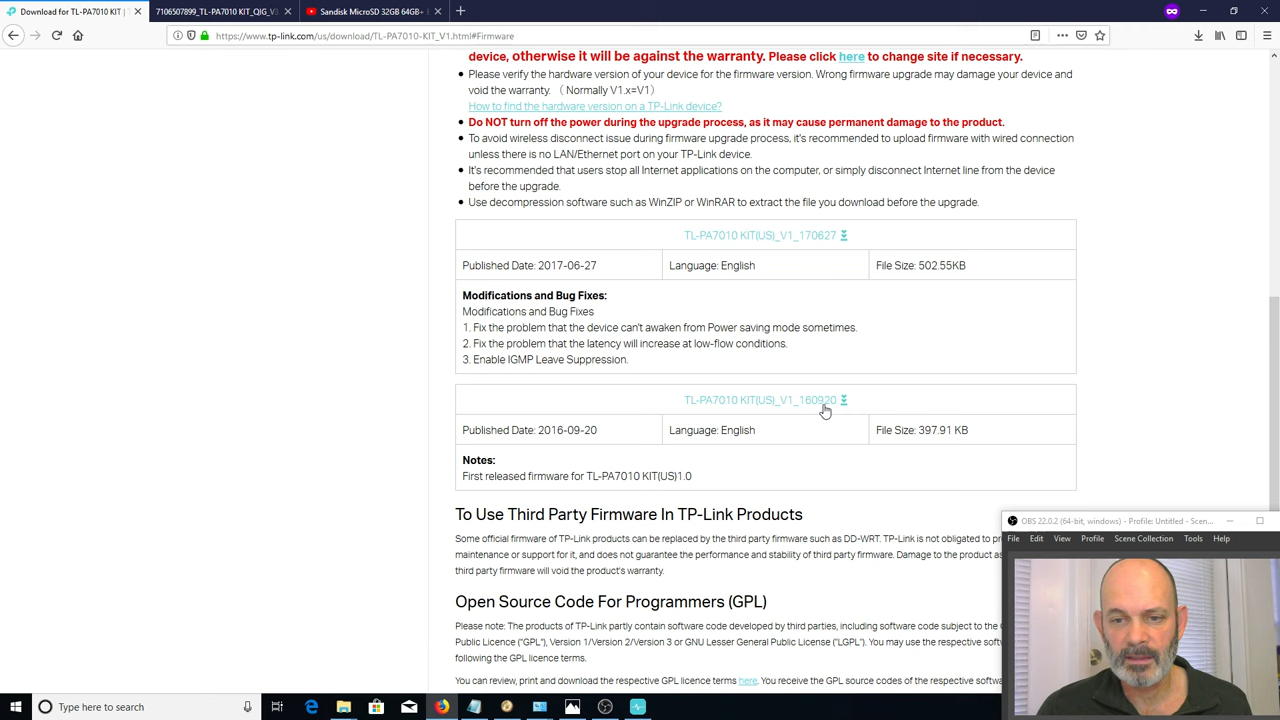 Download for TL-PA7010 KIT | T
7106507899_TL-PA7010 KIT_QIG_V3
Sandisk MicroSD 32GB 64GB+ E
https://www.tp-link.com/us/download/TL-PA7010-KIT_V1.html#Firmware
device, otherwise it will be against the warranty. Please click here to change site if necessary.
Please verify the hardware version of your device for the firmware version. Wrong firmware upgrade may damage your device and
void the warranty. ( Normally V1.x=V1)
How to find the hardware version on a TP-Link device?
Do NOT turn off the power during the upgrade process, as it may cause permanent damage to the product.
To avoid wireless disconnect issue during firmware upgrade process, it's recommended to upload firmware with wired connection
unless there is no LAN/Ethernet port on your TP-Link device.
It's recommended that users stop all Internet applications on the computer, or simply disconnect Internet line from the device
before the upgrade.
Use decompression software such as WinZIP or WinRAR to extract the file you download before the upgrade.
TL-PA7010 KIT(US)_V1_170627
Published Date: 2017-06-27
Language: English
File Size: 502.55KB
Modifications and Bug Fixes:
Modifications and Bug Fixes
1. Fix the problem that the device can't awaken from Power saving mode sometimes.
2. Fix the problem that the latency will increase at low-flow conditions.
3. Enable IGMP Leave Suppression.
TL-PA7010 KIT(US)_V1_160920
Published Date: 2016-09-20
Language: English
File Size: 397.91 KB
Notes:
First released firmware for TL-PA7010 KIT(US)1.0
To Use Third Party Firmware In TP-Link Products
Some official firmware of TP-Link products can be replaced by the third party firmware such as DD-WRT. TP-Link is not obligated to pr
maintenance or support for it, and does not guarantee the performance and stability of third party firmware. Damage to the product as
third party firmware will void the product's warranty.
Open Source Code For Programmers (GPL)
Please note: The products of TP-Link partly contain software code developed by third parties, including software code subject to the G
Public Licence ("GPL"), Version 1/Version 2/Version 3 or GNU Lesser General Public License ("LGPL"). You may use the respective softw
following the GPL licence terms.
You can review, print and download the respective GPL licence terms here. You receive the GPL source codes of the respective softwa
OBS 22.0.2 (64-bit, windows) - Profile: Untitled - Scen...
File Edit View Profile Scene Collection Tools Help
Type here to search